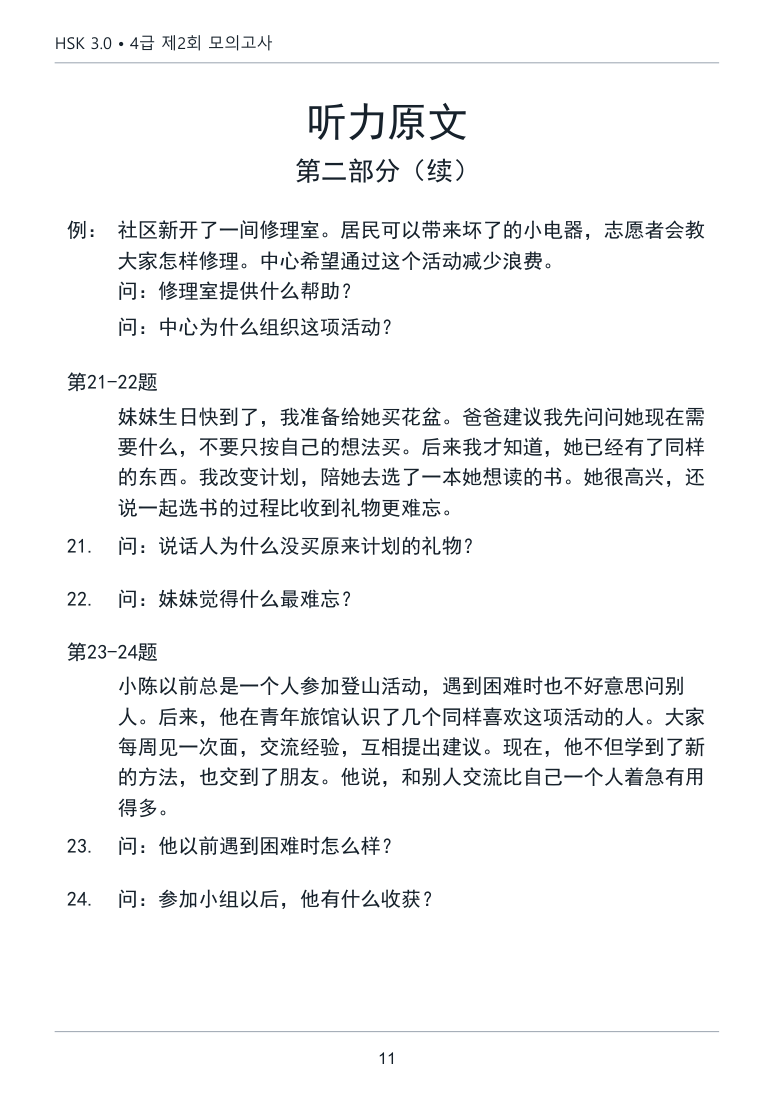 HSK 3.0 • 4급 제2회 모의고사
听力原文
第二部分（续）
例： 社区新开了一间修理室。居民可以带来坏了的小电器，志愿者会教
大家怎样修理。中心希望通过这个活动减少浪费。
问：修理室提供什么帮助？
问：中心为什么组织这项活动？
第21-22题
妹妹生日快到了，我准备给她买花盆。爸爸建议我先问问她现在需
要什么，不要只按自己的想法买。后来我才知道，她已经有了同样
的东西。我改变计划，陪她去选了一本她想读的书。她很高兴，还
说一起选书的过程比收到礼物更难忘。
21. 问：说话人为什么没买原来计划的礼物？
22. 问：妹妹觉得什么最难忘？
第23-24题
小陈以前总是一个人参加登山活动，遇到困难时也不好意思问别
人。后来，他在青年旅馆认识了几个同样喜欢这项活动的人。大家
每周见一次面，交流经验，互相提出建议。现在，他不但学到了新
的方法，也交到了朋友。他说，和别人交流比自己一个人着急有用
得多。
23. 问：他以前遇到困难时怎么样？
24. 问：参加小组以后，他有什么收获？
11